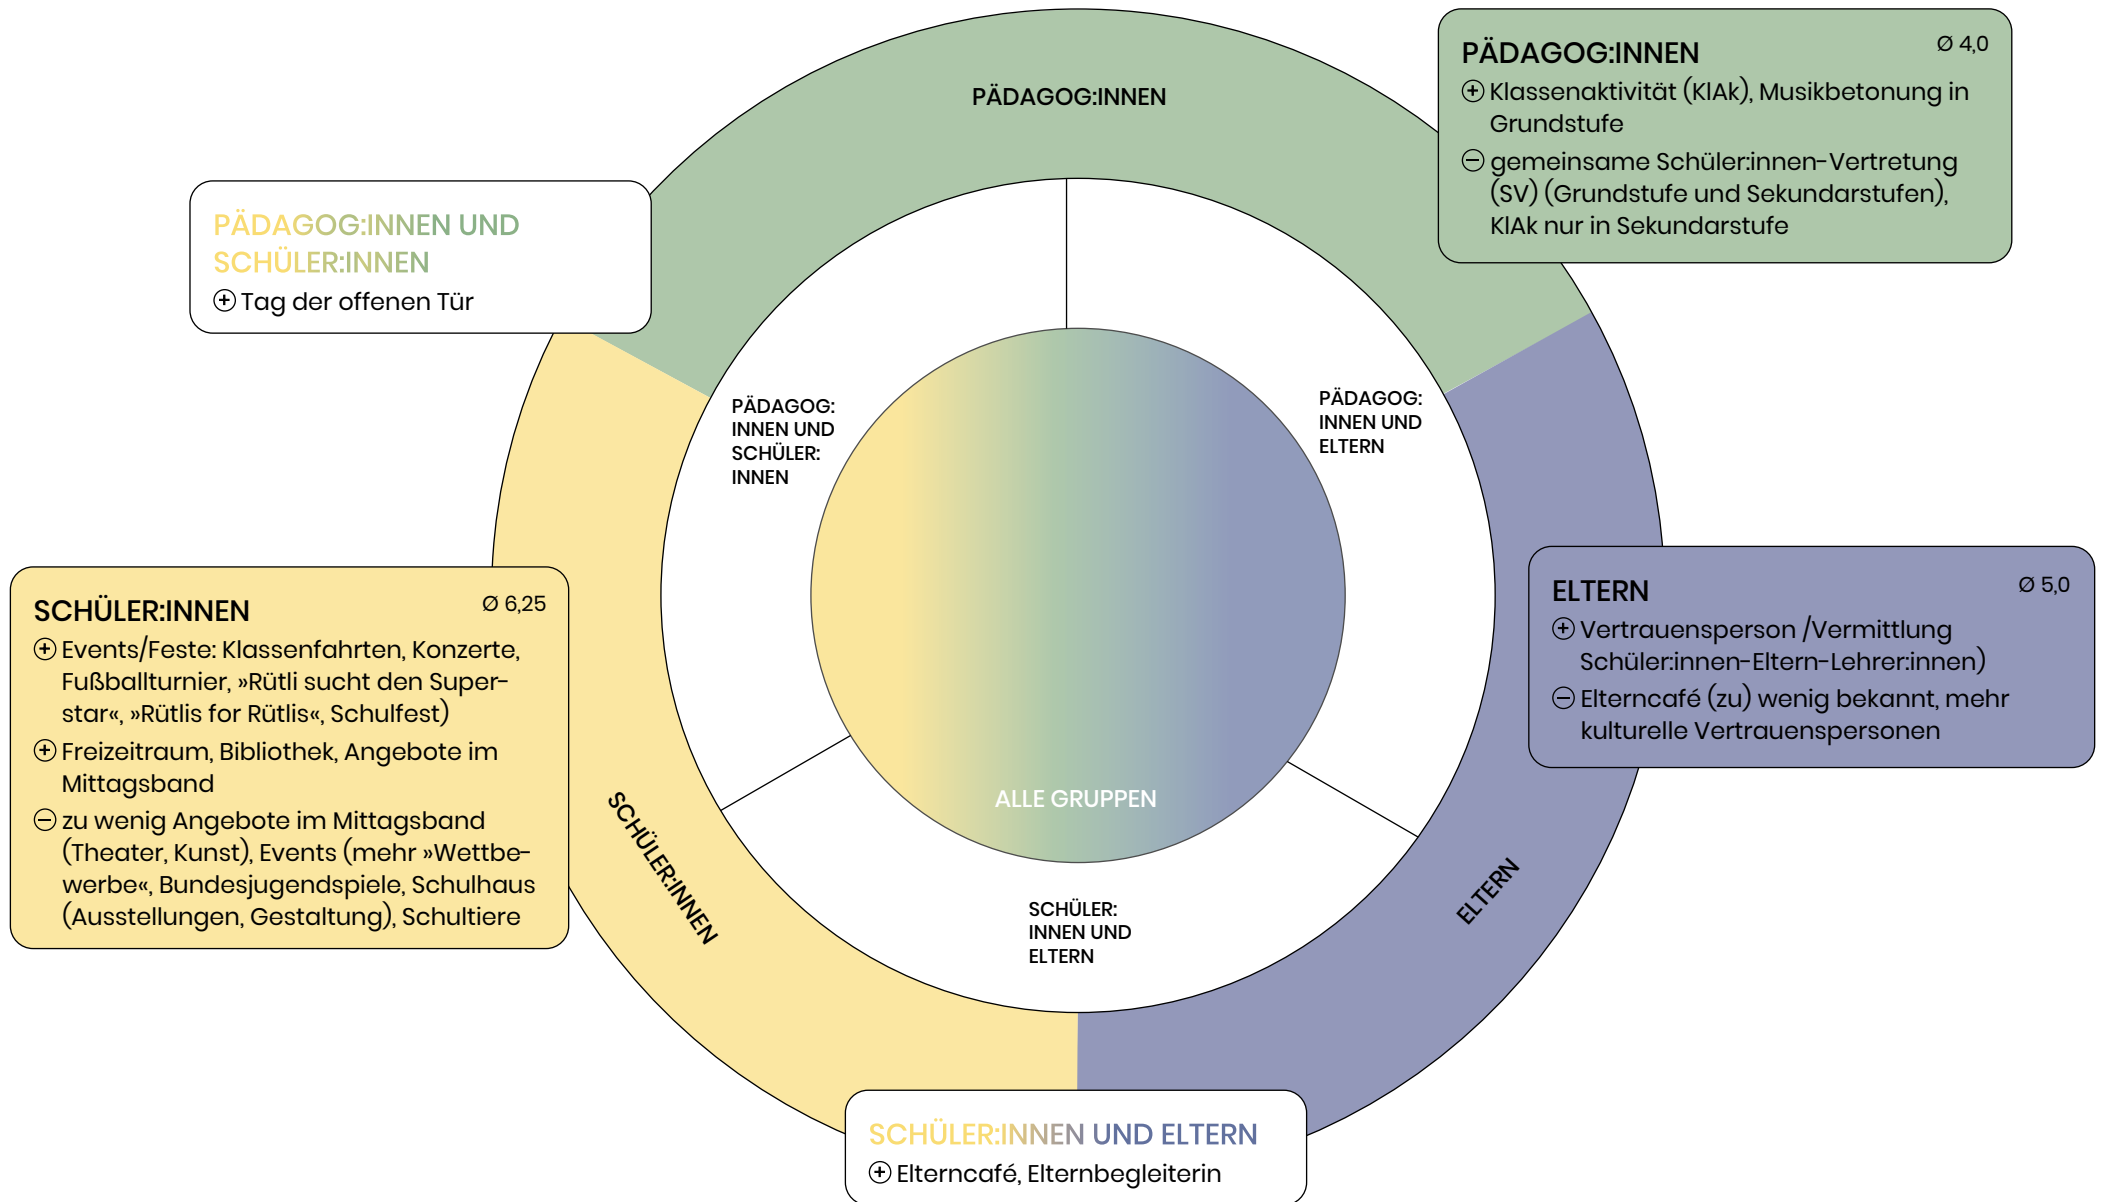 PÄDAGOG:INNEN
PÄDAGOG:INNEN Ø 4,0
⊕ Klassenaktivität (KlAk), Musikbetonung in
Grundstufe
⊖ gemeinsame Schüler:innen-Vertretung
(SV) (Grundstufe und Sekundarstufen),
KlAk nur in Sekundarstufe
PÄDAGOG:INNEN UND
SCHÜLER:INNEN
⊕ Tag der offenen Tür
PÄDAGOG:
INNEN UND
SCHÜLER:
INNEN
PÄDAGOG:
INNEN UND
ELTERN
SCHÜLER:INNEN Ø 6,25
⊕ Events/Feste: Klassenfahrten, Konzerte,
Fußballturnier, »Rütli sucht den Super-
star«, »Rütlis for Rütlis«, Schulfest)
⊕ Freizeitraum, Bibliothek, Angebote im
Mittagsband
⊖ zu wenig Angebote im Mittagsband
(Theater, Kunst), Events (mehr »Wettbe-
werbe«, Bundesjugendspiele, Schulhaus
(Ausstellungen, Gestaltung), Schultiere
ELTERN Ø 5,0
⊕ Vertrauensperson /Vermittlung
Schüler:innen-Eltern-Lehrer:innen)
⊖ Elterncafé (zu) wenig bekannt, mehr
kulturelle Vertrauenspersonen
ALLE GRUPPEN
SCHÜLER:INNEN
ELTERN
SCHÜLER:
INNEN UND
ELTERN
SCHÜLER:INNEN UND ELTERN
⊕ Elterncafé, Elternbegleiterin